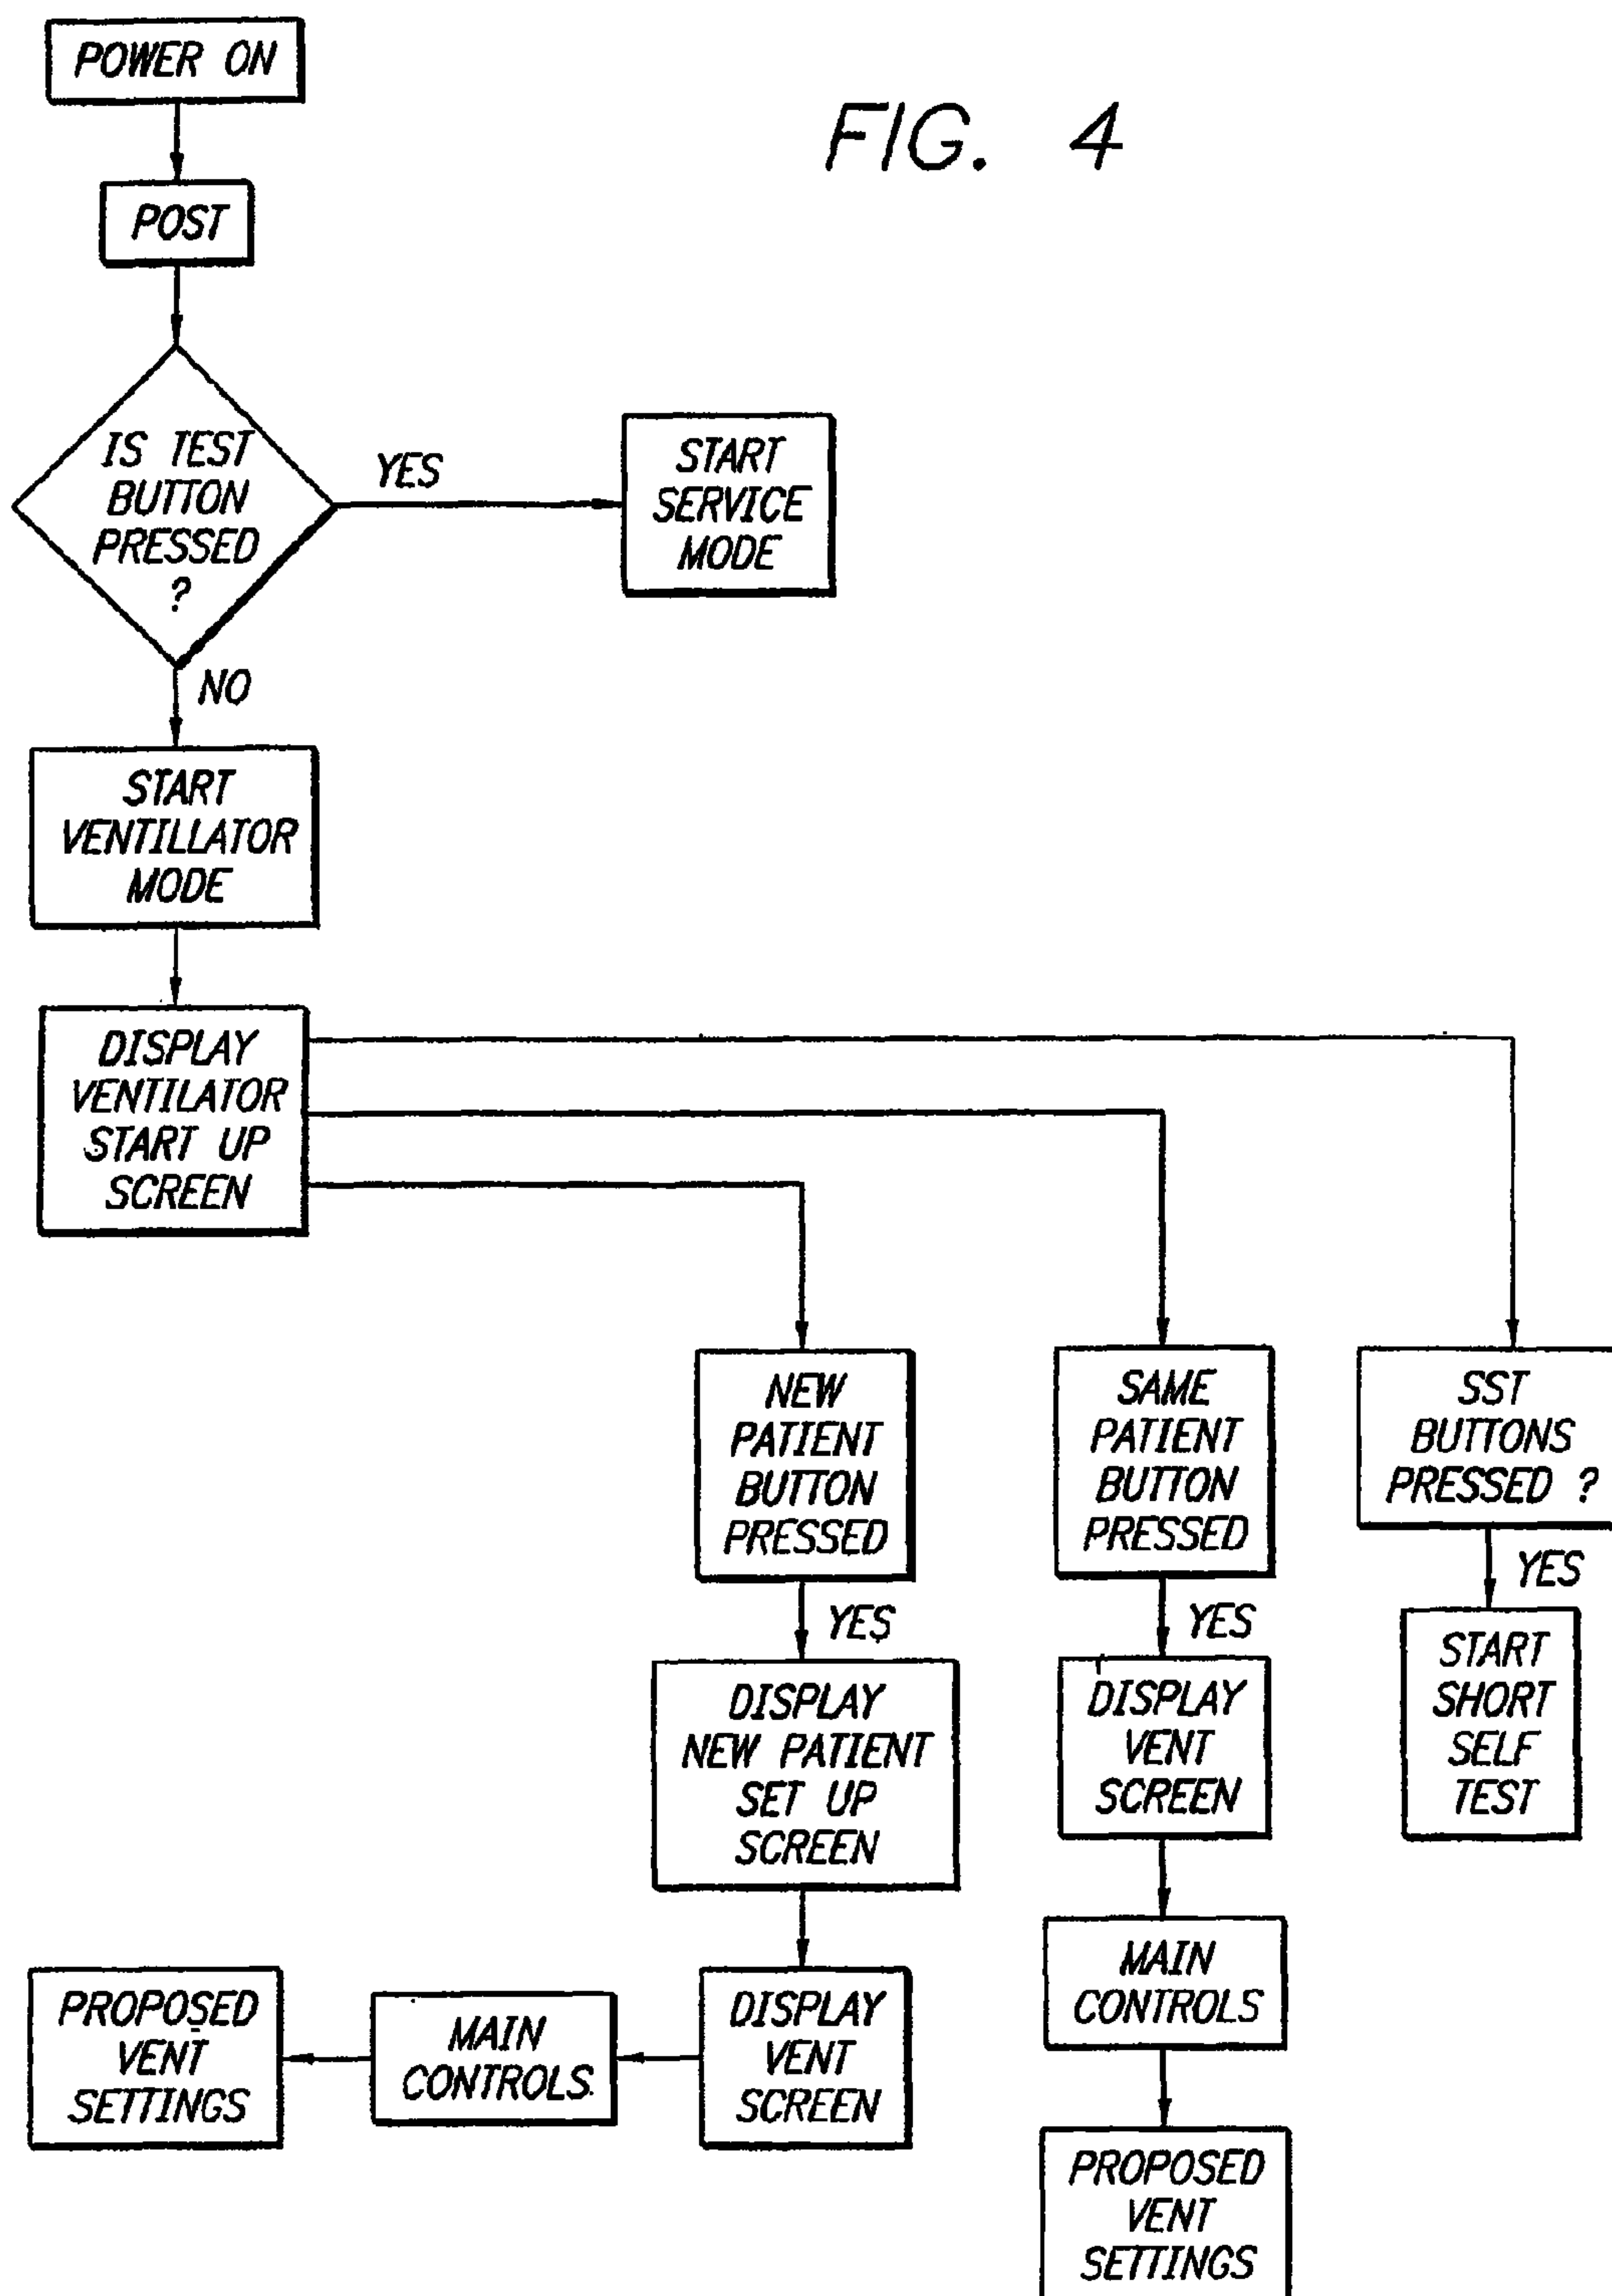 POWER ON
FIG. 4
POST
IS TEST
BUTTON
PRESSED
?
YES
START
SERVICE
MODE
NO
START
VENTILLATOR
MODE
DISPLAY
VENTILATOR
START UP
SCREEN
NEW
PATIENT
BUTTON
PRESSED
SAME
PATIENT
BUTTON
PRESSED
SST
BUTTONS
PRESSED ?
YES
YES
YES
DISPLAY
NEW PATIENT
SET UP
SCREEN
DISPLAY
VENT
SCREEN
START
SHORT
SELF
TEST
MAIN
CONTROLS
PROPOSED
VENT
SETTINGS
MAIN
CONTROLS
DISPLAY
VENT
SCREEN
PROPOSED
VENT
SETTINGS